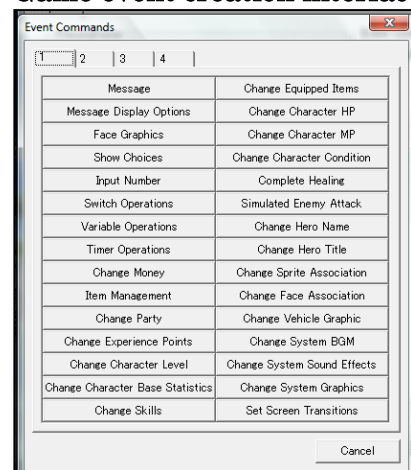 Event Commands
1 2 3 4
Message Change Equipped Items
Message Display Options Change Character HP
Face Graphics Change Character MP
Show Choices Change Character Condition
Input Number Complete Healing
Switch Operations Simulated Enemy Attack
Variable Operations Change Hero Name
Timer Operations Change Hero Title
Change Money Change Sprite Association
Item Management Change Face Association
Change Party Change Vehicle Graphic
Change Experience Points Change System BGM
Change Character Level Change System Sound Effects
Change Character Base Statistics Change System Graphics
Change Skills Set Screen Transitions
Cancel